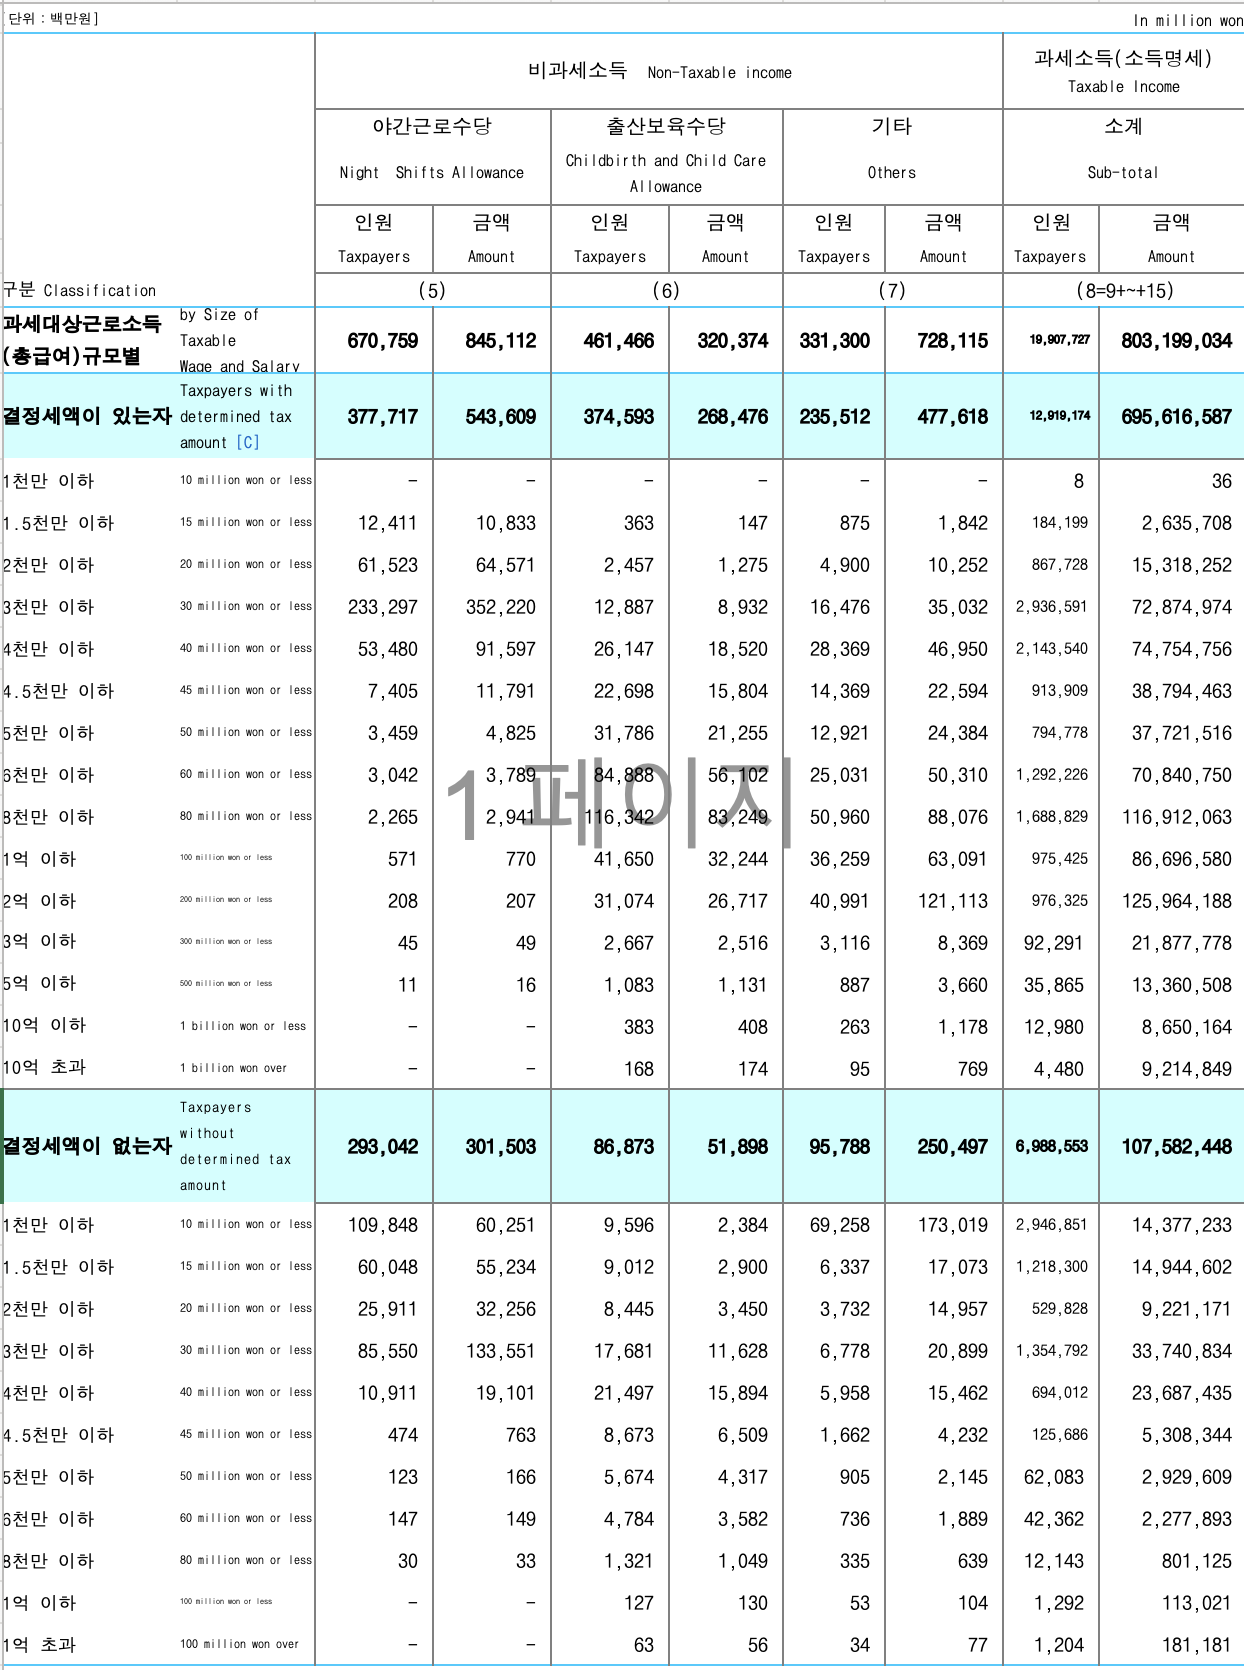 단위 : 백만원]
In million won
비과세소득 Non-Taxable income
과세소득(소득명세)
Taxable Income
야간근로수당 출산보육수당 기타 소계
Night Shifts Allowance Childbirth and Child Care Allowance Others Sub-total
인원 금액 인원 금액 인원 금액 인원 금액
Taxpayers Amount Taxpayers Amount Taxpayers Amount Taxpayers Amount
구분 Classification (5) (6) (7) (8=9+~+15)
과세대상근로소득 (총급여)규모별 by Size of Taxable Wage and Salary 670,759 845,112 461,466 320,374 331,300 728,115 19,907,727 803,199,034
결정세액이 있는자 Taxpayers with determined tax amount [C] 377,717 543,609 374,593 268,476 235,512 477,618 12,919,174 695,616,587
1천만 이하 10 million won or less – – – – – – 8 36
1.5천만 이하 15 million won or less 12,411 10,833 363 147 875 1,842 184,199 2,635,708
2천만 이하 20 million won or less 61,523 64,571 2,457 1,275 4,900 10,252 867,728 15,318,252
3천만 이하 30 million won or less 233,297 352,220 12,887 8,932 16,476 35,032 2,936,591 72,874,974
4천만 이하 40 million won or less 53,480 91,597 26,147 18,520 28,369 46,950 2,143,540 74,754,756
4.5천만 이하 45 million won or less 7,405 11,791 22,698 15,804 14,369 22,594 913,909 38,794,463
5천만 이하 50 million won or less 3,459 4,825 31,786 21,255 12,921 24,384 794,778 37,721,516
6천만 이하 60 million won or less 3,042 3,789 84,888 56,102 25,031 50,310 1,292,226 70,840,750
1 페이지
8천만 이하 80 million won or less 2,265 2,941 116,342 83,249 50,960 88,076 1,688,829 116,912,063
1억 이하 100 million won or less 571 770 41,650 32,244 36,259 63,091 975,425 86,696,580
2억 이하 200 million won or less 208 207 31,074 26,717 40,991 121,113 976,325 125,964,188
3억 이하 300 million won or less 45 49 2,667 2,516 3,116 8,369 92,291 21,877,778
5억 이하 500 million won or less 11 16 1,083 1,131 887 3,660 35,865 13,360,508
10억 이하 1 billion won or less – – 383 408 263 1,178 12,980 8,650,164
10억 초과 1 billion won over – – 168 174 95 769 4,480 9,214,849
결정세액이 없는자 Taxpayers without determined tax amount 293,042 301,503 86,873 51,898 95,788 250,497 6,988,553 107,582,448
1천만 이하 10 million won or less 109,848 60,251 9,596 2,384 69,258 173,019 2,946,851 14,377,233
1.5천만 이하 15 million won or less 60,048 55,234 9,012 2,900 6,337 17,073 1,218,300 14,944,602
2천만 이하 20 million won or less 25,911 32,256 8,445 3,450 3,732 14,957 529,828 9,221,171
3천만 이하 30 million won or less 85,550 133,551 17,681 11,628 6,778 20,899 1,354,792 33,740,834
4천만 이하 40 million won or less 10,911 19,101 21,497 15,894 5,958 15,462 694,012 23,687,435
4.5천만 이하 45 million won or less 474 763 8,673 6,509 1,662 4,232 125,686 5,308,344
5천만 이하 50 million won or less 123 166 5,674 4,317 905 2,145 62,083 2,929,609
6천만 이하 60 million won or less 147 149 4,784 3,582 736 1,889 42,362 2,277,893
8천만 이하 80 million won or less 30 33 1,321 1,049 335 639 12,143 801,125
1억 이하 100 million won or less – – 127 130 53 104 1,292 113,021
1억 초과 100 million won over – – 63 56 34 77 1,204 181,181